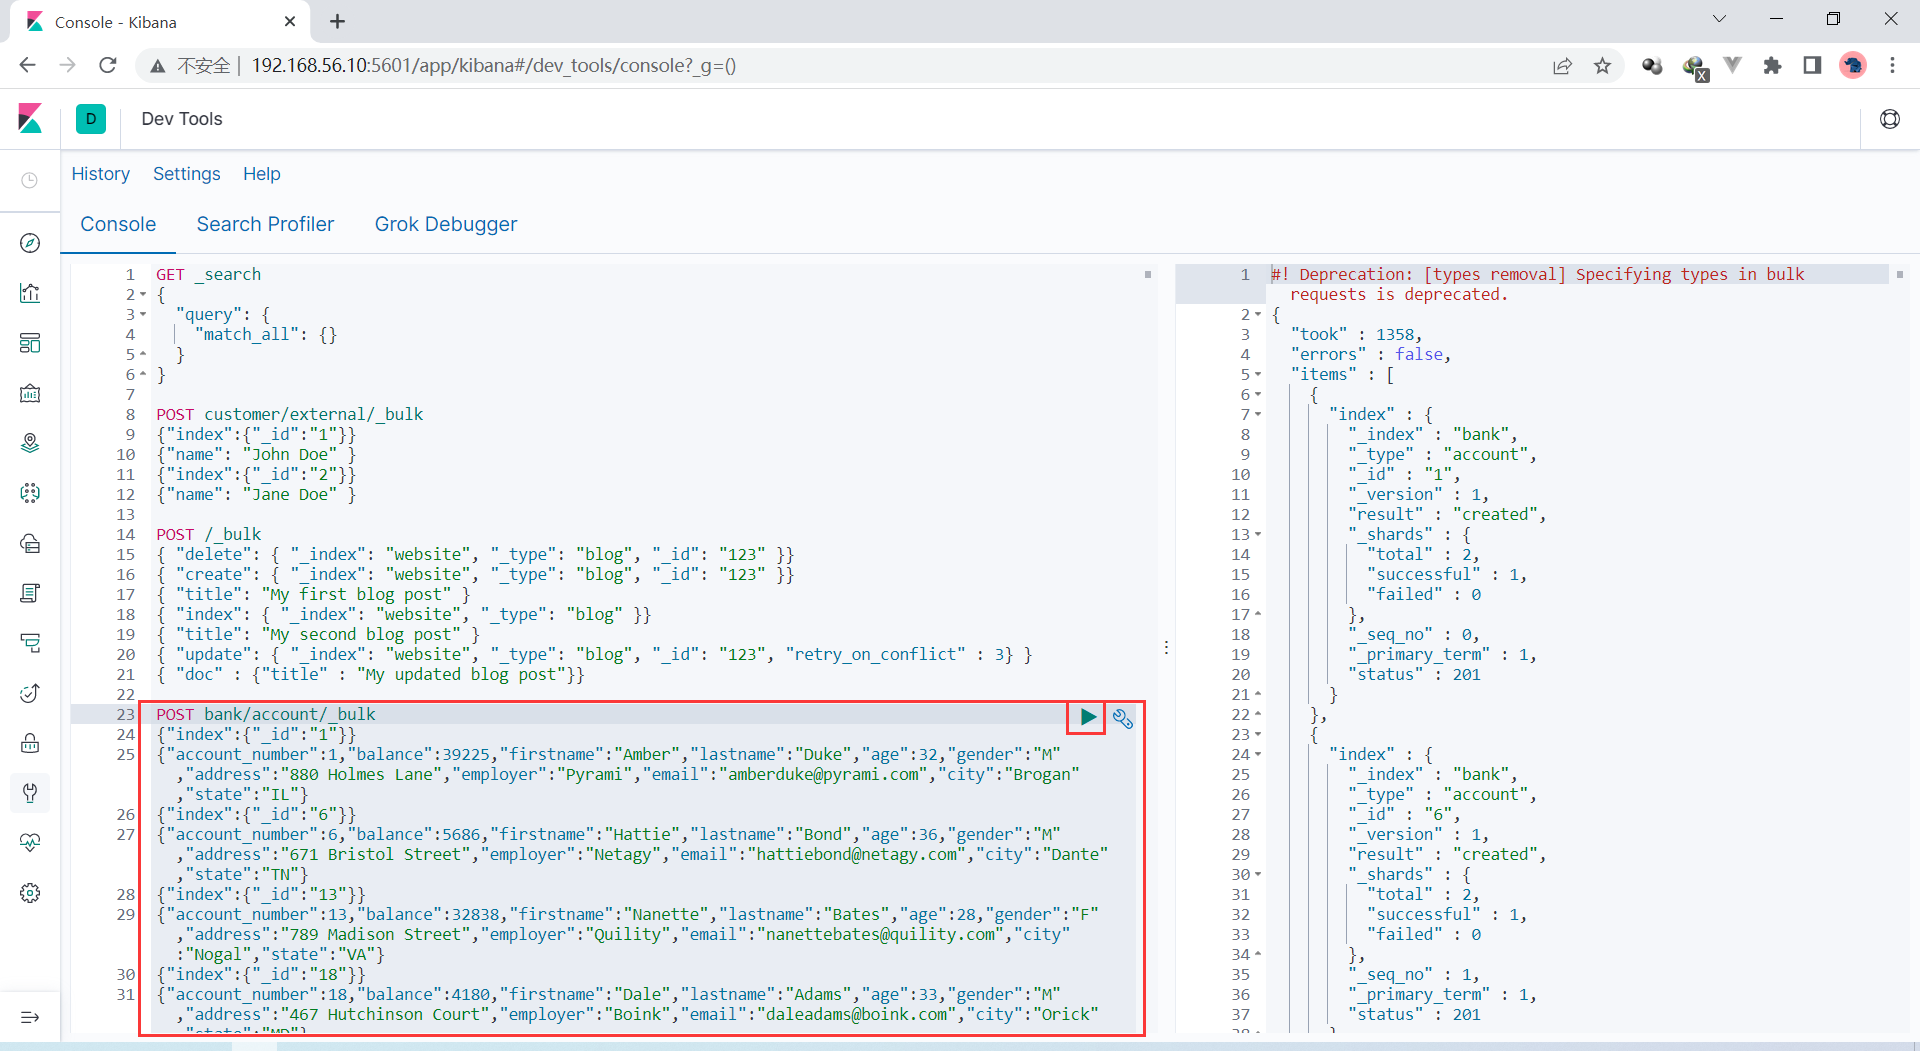 Console - Kibana
不安全 | 192.168.56.10:5601/app/kibana#/dev_tools/console?_g=()
X
D
Dev Tools
History Settings Help
Console Search Profiler Grok Debugger
1 GET _search
2 {
3 "query": {
4 "match_all": {}
5 }
6 }
7
8 POST customer/external/_bulk
9 {"index":{"_id":"1"}}
10 {"name": "John Doe" }
11 {"index":{"_id":"2"}}
12 {"name": "Jane Doe" }
13
14 POST /_bulk
15 { "delete": { "_index": "website", "_type": "blog", "_id": "123" }}
16 { "create": { "_index": "website", "_type": "blog", "_id": "123" }}
17 { "title": "My first blog post" }
18 { "index": { "_index": "website", "_type": "blog" }}
19 { "title": "My second blog post" }
20 { "update": { "_index": "website", "_type": "blog", "_id": "123", "retry_on_conflict" : 3} }
21 { "doc" : {"title" : "My updated blog post"}}
22
23 POST bank/account/_bulk
24 {"index":{"_id":"1"}}
25 {"account_number":1,"balance":39225,"firstname":"Amber","lastname":"Duke","age":32,"gender":"M"
,"address":"880 Holmes Lane","employer":"Pyrami","email":"amberduke@pyrami.com","city":"Brogan"
,"state":"IL"}
26 {"index":{"_id":"6"}}
27 {"account_number":6,"balance":5686,"firstname":"Hattie","lastname":"Bond","age":36,"gender":"M"
,"address":"671 Bristol Street","employer":"Netagy","email":"hattiebond@netagy.com","city":"Dante"
,"state":"TN"}
28 {"index":{"_id":"13"}}
29 {"account_number":13,"balance":32838,"firstname":"Nanette","lastname":"Bates","age":28,"gender":"F"
,"address":"789 Madison Street","employer":"Quility","email":"nanettebates@quility.com","city"
:"Nogal","state":"VA"}
30 {"index":{"_id":"18"}}
31 {"account_number":18,"balance":4180,"firstname":"Dale","lastname":"Adams","age":33,"gender":"M"
,"address":"467 Hutchinson Court","employer":"Boink","email":"daleadams@boink.com","city":"Orick"
,"state":"MD"}
1 #! Deprecation: [types removal] Specifying types in bulk
requests is deprecated.
2 {
3 "took" : 1358,
4 "errors" : false,
5 "items" : [
6 {
7 "index" : {
8 "_index" : "bank",
9 "_type" : "account",
10 "_id" : "1",
11 "_version" : 1,
12 "result" : "created",
13 "_shards" : {
14 "total" : 2,
15 "successful" : 1,
16 "failed" : 0
17 },
18 "_seq_no" : 0,
19 "_primary_term" : 1,
20 "status" : 201
21 }
22 },
23 {
24 "index" : {
25 "_index" : "bank",
26 "_type" : "account",
27 "_id" : "6",
28 "_version" : 1,
29 "result" : "created",
30 "_shards" : {
31 "total" : 2,
32 "successful" : 1,
33 "failed" : 0
34 },
35 "_seq_no" : 1,
36 "_primary_term" : 1,
37 "status" : 201
38 }